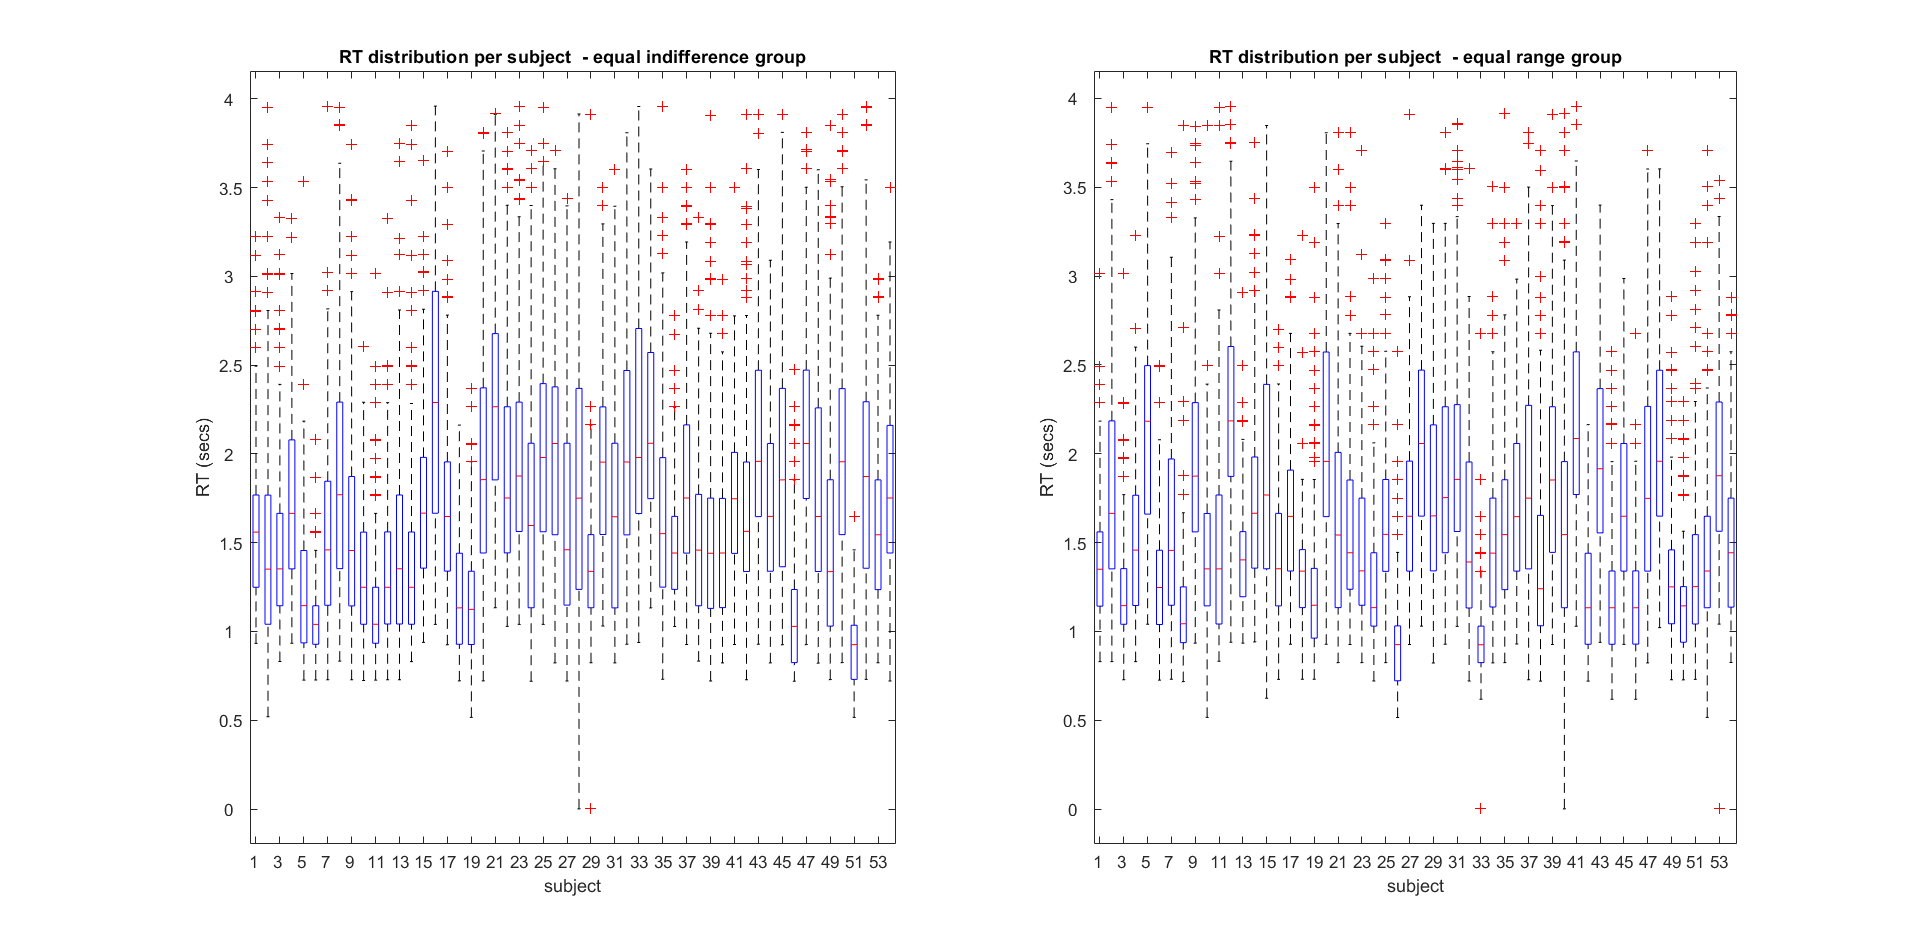 RT distribution per subject - equal indifference group
RT (secs)
4
3.5
3
2.5
2
1.5
1
0.5
0
1 3 5 7 9 11 13 15 17 19 21 23 25 27 29 31 33 35 37 39 41 43 45 47 49 51 53
subject
RT distribution per subject - equal range group
RT (secs)
4
3.5
3
2.5
2
1.5
1
0.5
0
1 3 5 7 9 11 13 15 17 19 21 23 25 27 29 31 33 35 37 39 41 43 45 47 49 51 53
subject